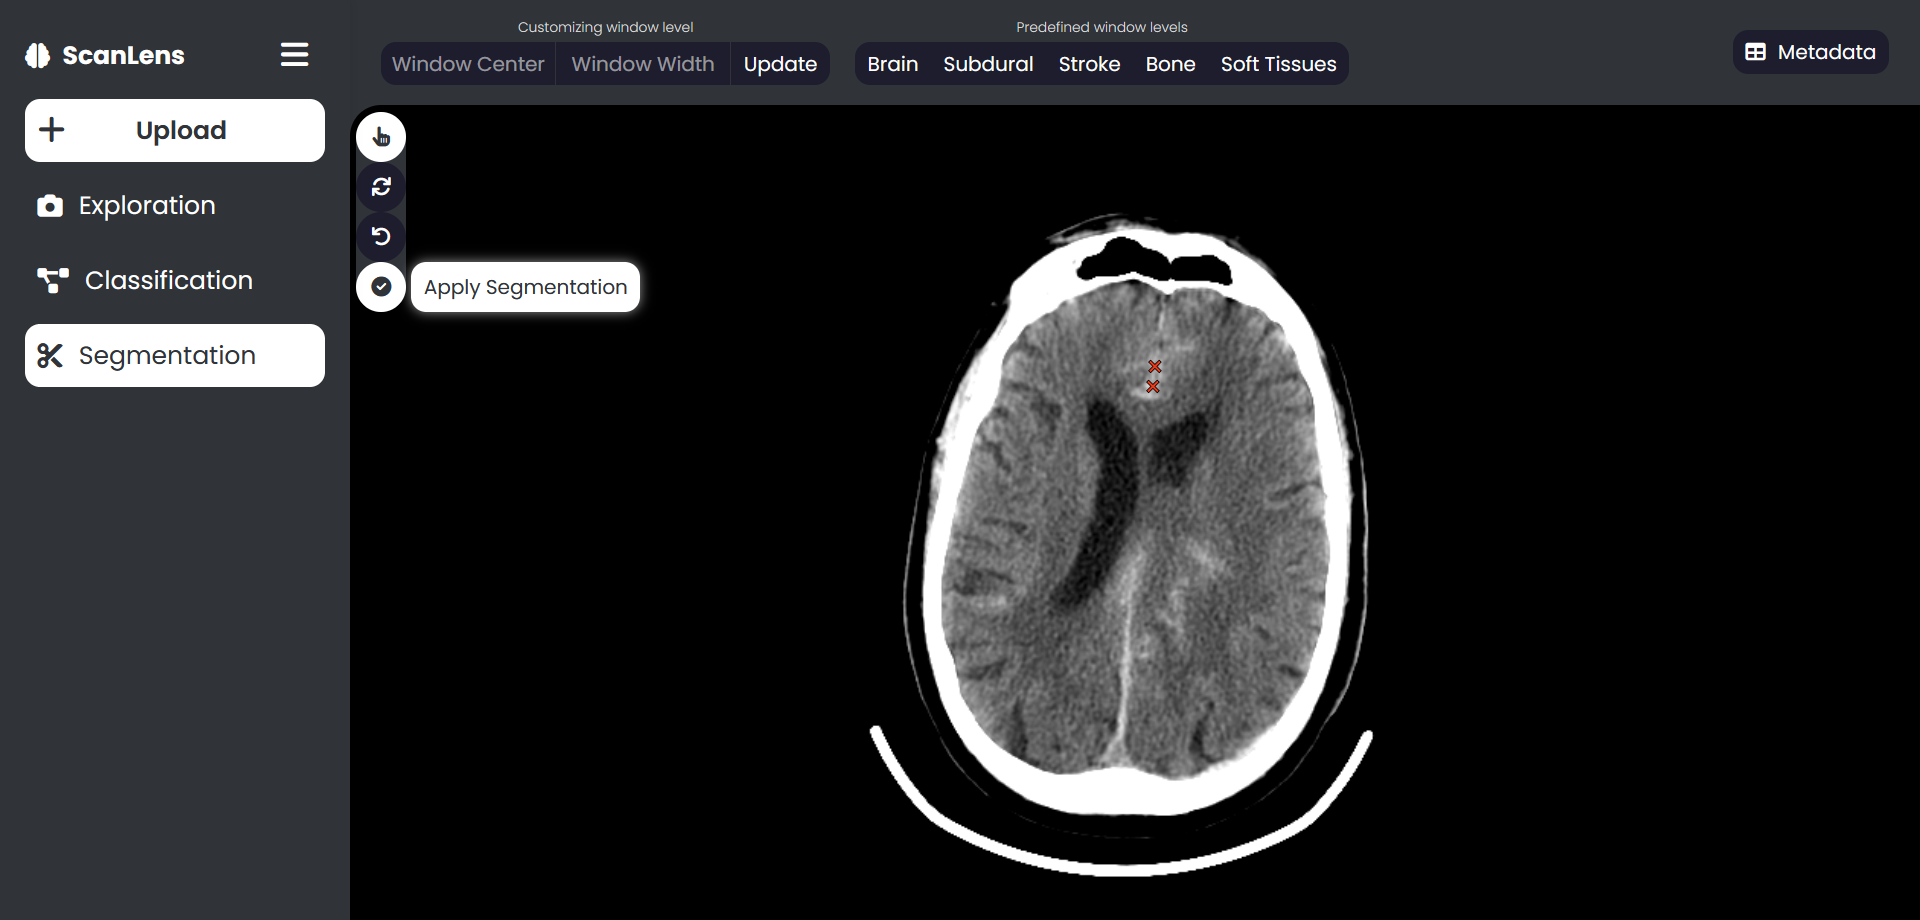 ScanLens
Upload
Exploration
Classification
Segmentation
Customizing window level
Window Center Window Width Update
Predefined window levels
Brain Subdural Stroke Bone Soft Tissues
Metadata
Apply Segmentation